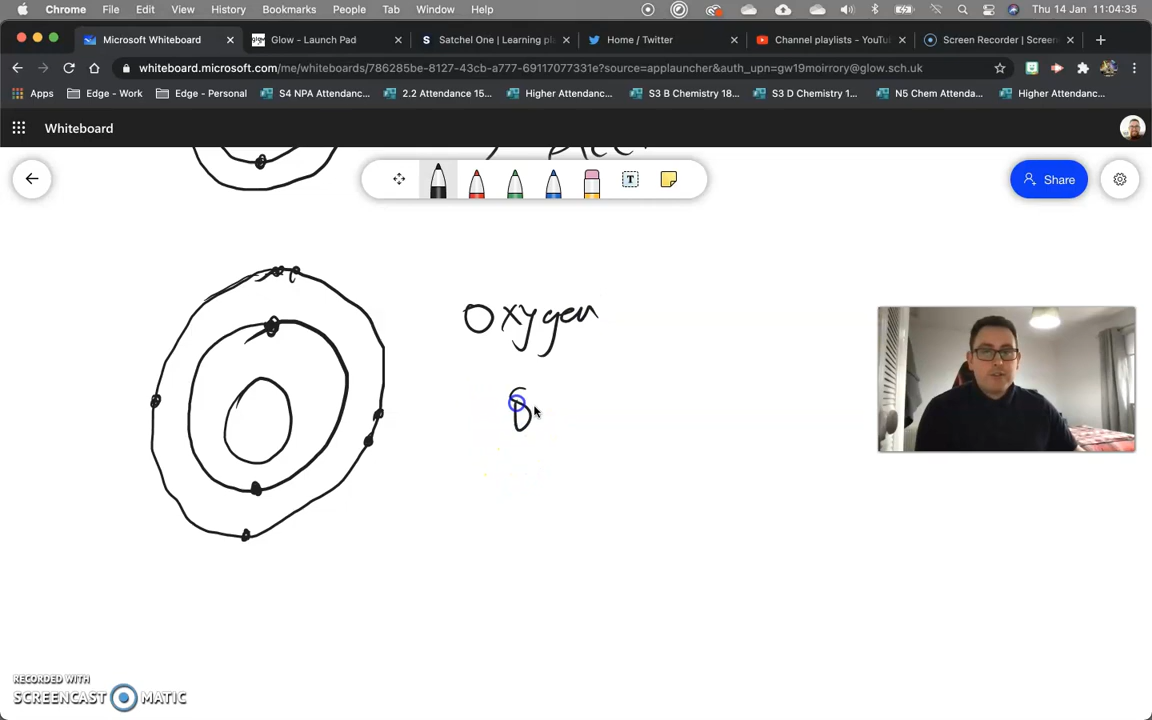 Chrome File Edit View History Bookmarks People Tab Window Help Thu 14 Jan 11:04:35
Microsoft Whiteboard Glow - Launch Pad Satchel One | Learning pl Home / Twitter Channel playlists - YouTu Screen Recorder | Screen
whiteboard.microsoft.com/me/whiteboards/786285be-8127-43cb-a777-69117077331e?source=applauncher&auth_upn=gw19moirrory@glow.sch.uk
Apps Edge - Work Edge - Personal S4 NPA Attendanc... 2.2 Attendance 15... Higher Attendanc... S3 B Chemistry 18... S3 D Chemistry 1... N5 Chem Attenda... Higher Attendanc...
Whiteboard
T
Share
Oxygen
8
RECORDED WITH
SCREENCAST MATIC